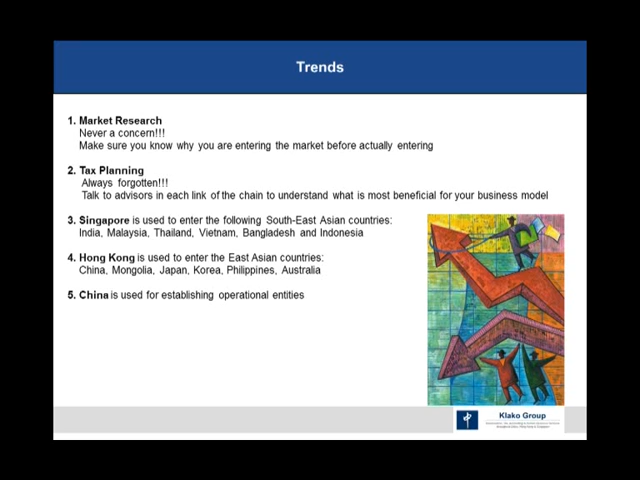 Trends
1. Market Research
Never a concern!!!
Make sure you know why you are entering the market before actually entering
2. Tax Planning
Always forgotten!!!
Talk to advisors in each link of the chain to understand what is most beneficial for your business model
3. Singapore is used to enter the following South-East Asian countries:
India, Malaysia, Thailand, Vietnam, Bangladesh and Indonesia
4. Hong Kong is used to enter the East Asian countries:
China, Mongolia, Japan, Korea, Philippines, Australia
5. China is used for establishing operational entities
Klako Group